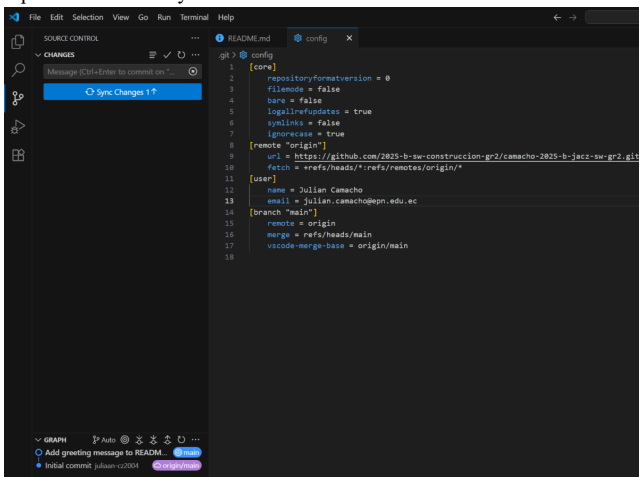 File Edit Selection View Go Run Terminal Help
SOURCE CONTROL
CHANGES
Message (Ctrl+Enter to commit on "...
Sync Changes 1↑
README.md
config
.git > config
1 [core]
2 repositoryformatversion = 0
3 filemode = false
4 bare = false
5 logallrefupdates = true
6 symlinks = false
7 ignorecase = true
8 [remote "origin"]
9 url = https://github.com/2025-b-sw-construccion-gr2/camacho-2025-b-jacz-sw-gr2.git
10 fetch = +refs/heads/*:refs/remotes/origin/*
11 [user]
12 name = Julian Camacho
13 email = julian.camacho@epn.edu.ec
14 [branch "main"]
15 remote = origin
16 merge = refs/heads/main
17 vscode-merge-base = origin/main
18
GRAPH
Auto
Add greeting message to READM... main
Initial commit juliaan-cz2004 origin/main